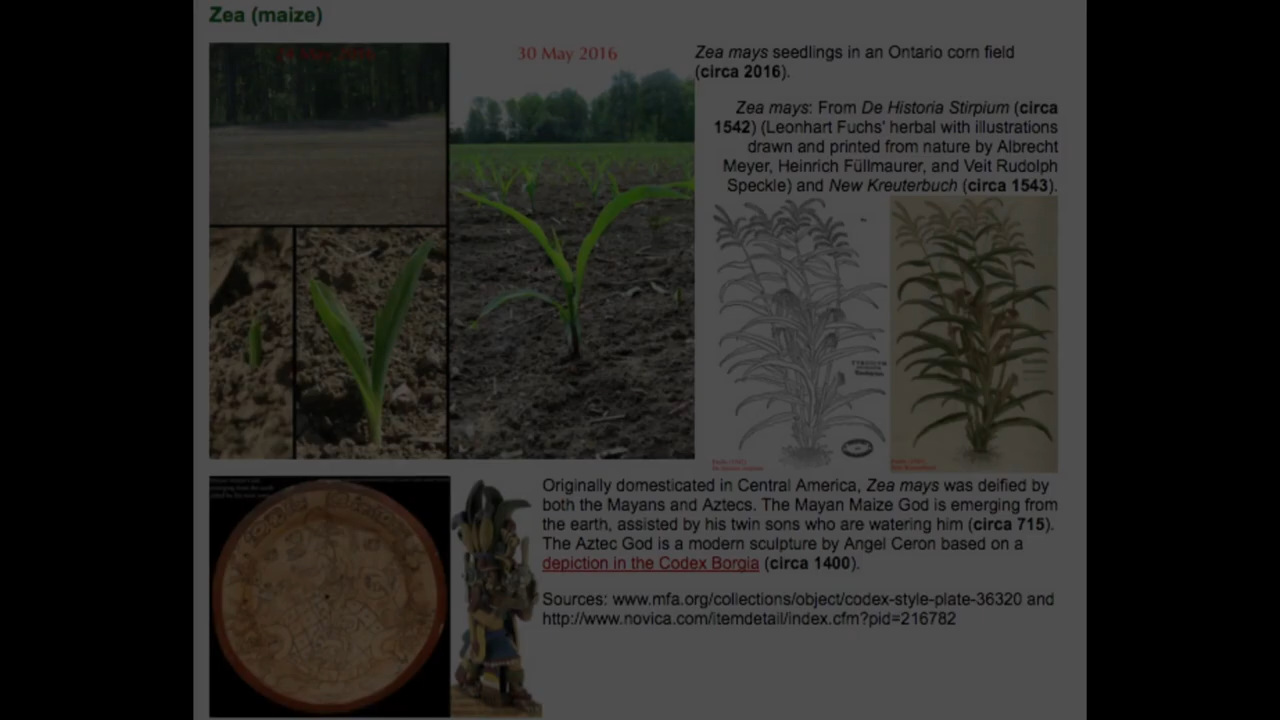 Zea (maize)
30 May 2016
Zea mays seedlings in an Ontario corn field
(circa 2016).
Zea mays: From De Historia Stirpium (circa
1542) (Leonhart Fuchs' herbal with illustrations
drawn and printed from nature by Albrecht
Meyer, Heinrich Füllmaurer, and Veit Rudolph
Speckle) and New Kreuterbuch (circa 1543).
Originally domesticated in Central America, Zea mays was deified by
both the Mayans and Aztecs. The Mayan Maize God is emerging from
the earth, assisted by his twin sons who are watering him (circa 715).
The Aztec God is a modern sculpture by Angel Ceron based on a
depiction in the Codex Borgia (circa 1400).
Sources: www.mfa.org/collections/object/codex-style-plate-36320 and
http://www.novica.com/itemdetail/index.cfm?pid=216782